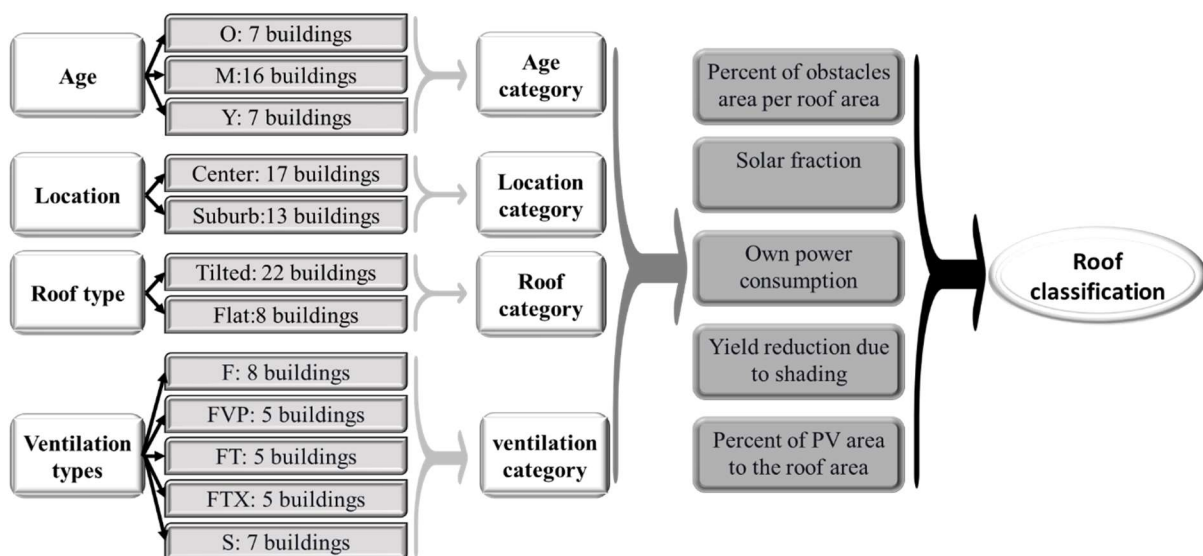 Age
O: 7 buildings
M:16 buildings
Y: 7 buildings
Age
category
Location
Center: 17 buildings
Suburb:13 buildings
Location
category
Roof type
Tilted: 22 buildings
Flat:8 buildings
Roof
category
Ventilation
types
F: 8 buildings
FVP: 5 buildings
FT: 5 buildings
FTX: 5 buildings
S: 7 buildings
ventilation
category
Percent of obstacles
area per roof area
Solar fraction
Own power
consumption
Yield reduction due
to shading
Percent of PV area
to the roof area
Roof
classification